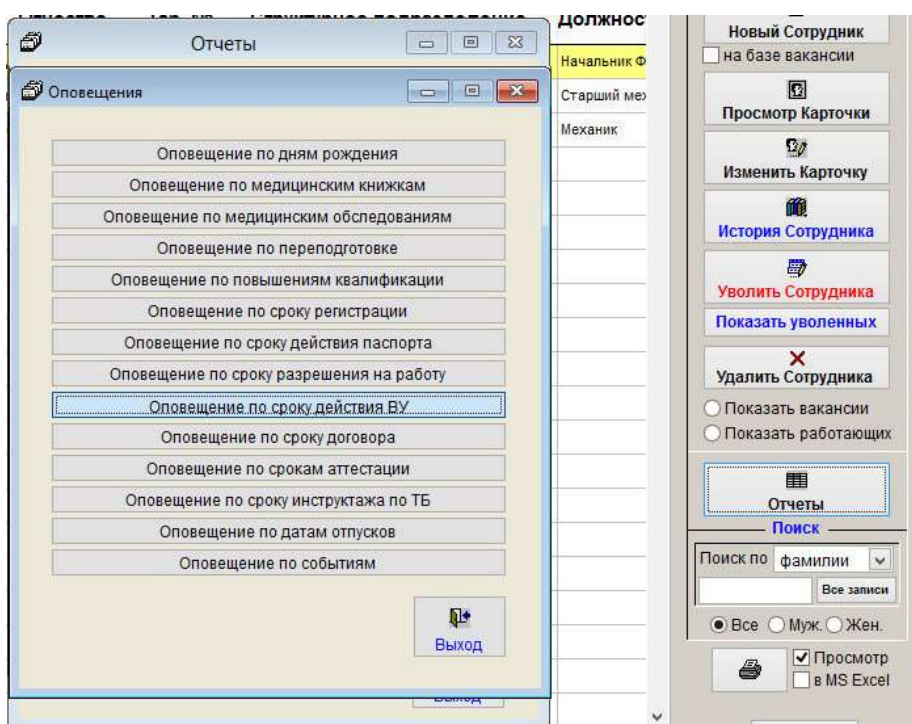 Должнос
Отчеты
Оповещения
Оповещение по дням рождения
Оповещение по медицинским книжкам
Оповещение по медицинским обследованиям
Оповещение по переподготовке
Оповещение по повышениям квалификации
Оповещение по сроку регистрации
Оповещение по сроку действия паспорта
Оповещение по сроку разрешения на работу
Оповещение по сроку действия ВУ
Оповещение по сроку договора
Оповещение по срокам аттестации
Оповещение по сроку инструктажа по ТБ
Оповещение по датам отпусков
Оповещение по событиям
Выход
Начальник Ф
Старший мех
Механик
Новый Сотрудник
на базе вакансии
Просмотр Карточки
Изменить Карточку
История Сотрудника
Уволить Сотрудника
Показать уволенных
Удалить Сотрудника
Показать вакансии
Показать работающих
Отчеты
Поиск
Поиск по фамилии
Все записи
Все Муж. Жен.
Просмотр
в MS Excel